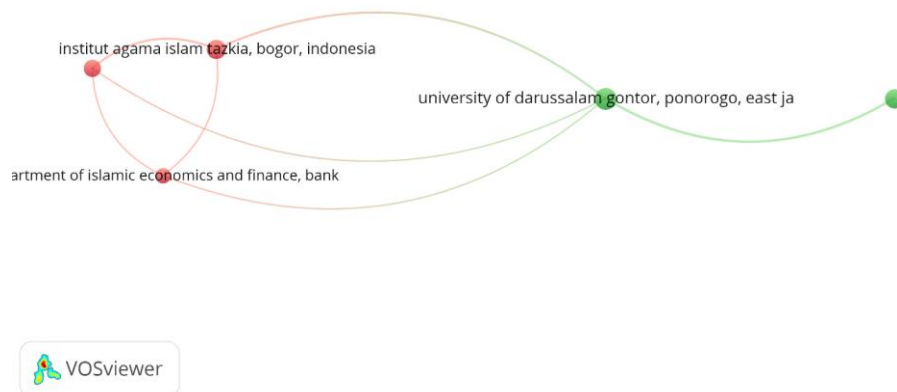 institut agama islam tazkia, bogor, indonesia
university of darussalam gontor, ponorogo, east ja
artment of islamic economics and finance, bank
VOSviewer